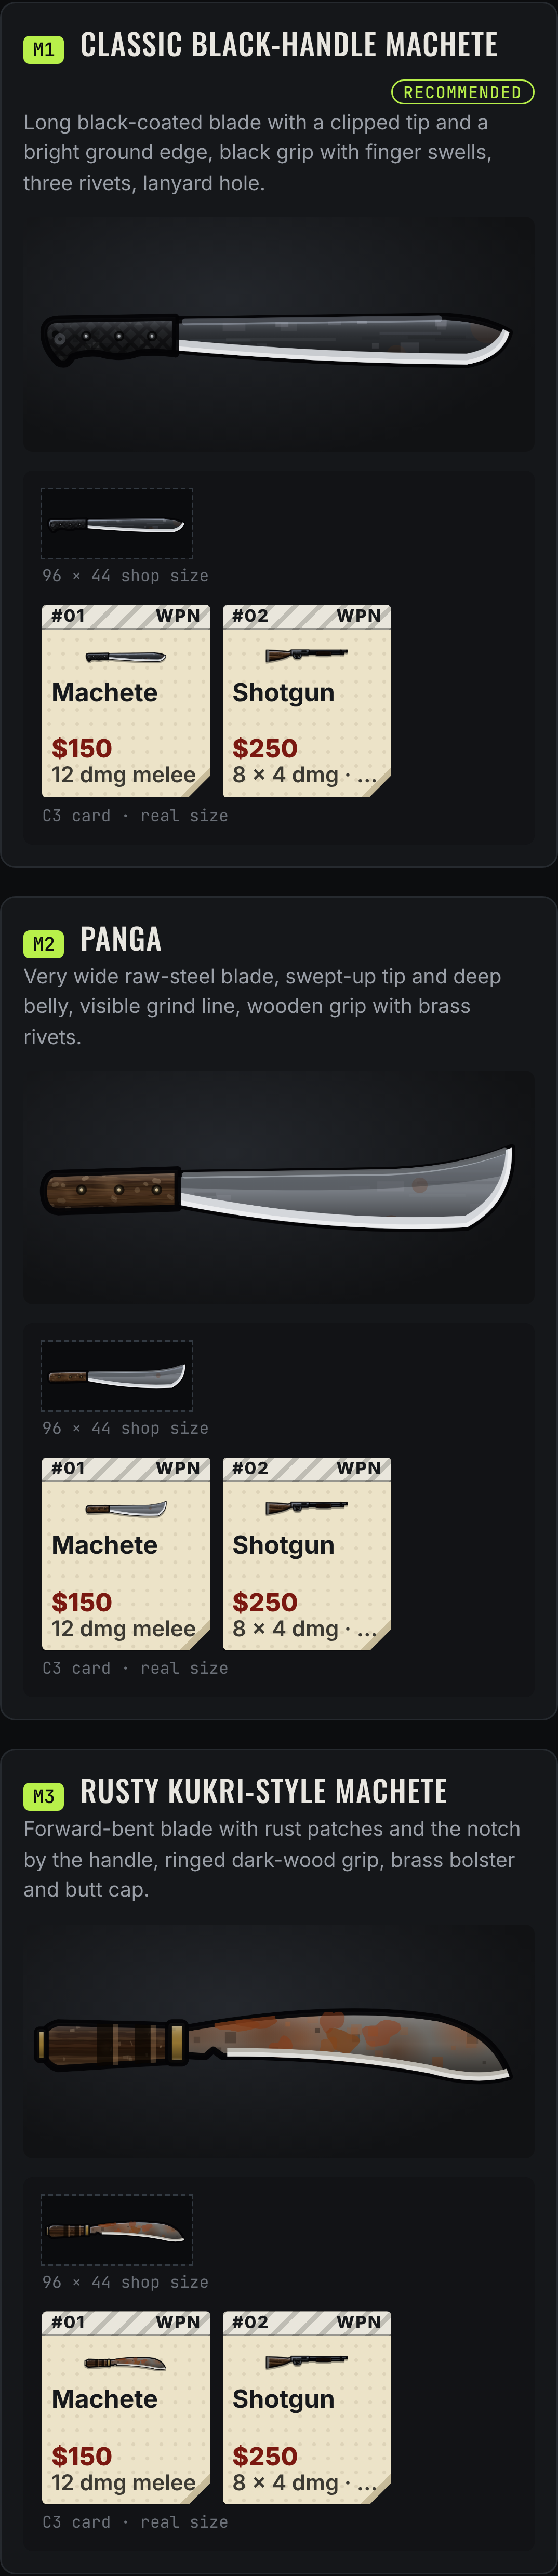 M1 CLASSIC BLACK-HANDLE MACHETE
RECOMMENDED
Long black-coated blade with a clipped tip and a
bright ground edge, black grip with finger swells,
three rivets, lanyard hole.
96 × 44 shop size
#01 WPN #02 WPN
Machete Shotgun
$150 $250
12 dmg melee 8 × 4 dmg · ...
C3 card · real size
M2 PANGA
Very wide raw-steel blade, swept-up tip and deep
belly, visible grind line, wooden grip with brass
rivets.
96 × 44 shop size
#01 WPN #02 WPN
Machete Shotgun
$150 $250
12 dmg melee 8 × 4 dmg · ...
C3 card · real size
M3 RUSTY KUKRI-STYLE MACHETE
Forward-bent blade with rust patches and the notch
by the handle, ringed dark-wood grip, brass bolster
and butt cap.
96 × 44 shop size
#01 WPN #02 WPN
Machete Shotgun
$150 $250
12 dmg melee 8 × 4 dmg · ...
C3 card · real size